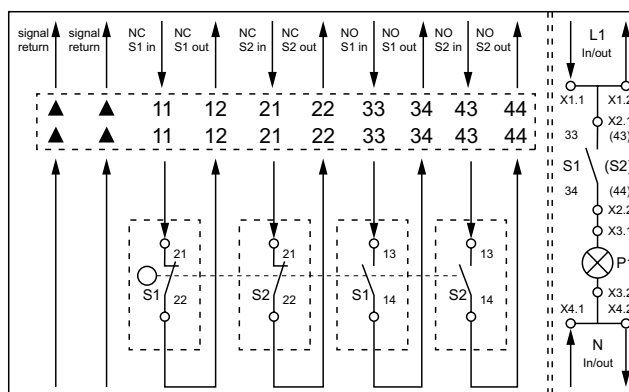 signal return
signal return
NC S1 in
NC S1 out
NC S2 in
NC S2 out
NO S1 in
NO S1 out
NO S2 in
NO S2 out
▲ ▲ 11 12 21 22 33 34 43 44
▲ ▲ 11 12 21 22 33 34 43 44
21 21 13 13
S1 S2 S1 S2
22 22 14 14
L1
In/out
X1.1 X1.2
X2.1
33 (43)
S1 (S2)
34 (44)
X2.2
X3.1
P1
X3.2
X4.1 X4.2
N
In/out